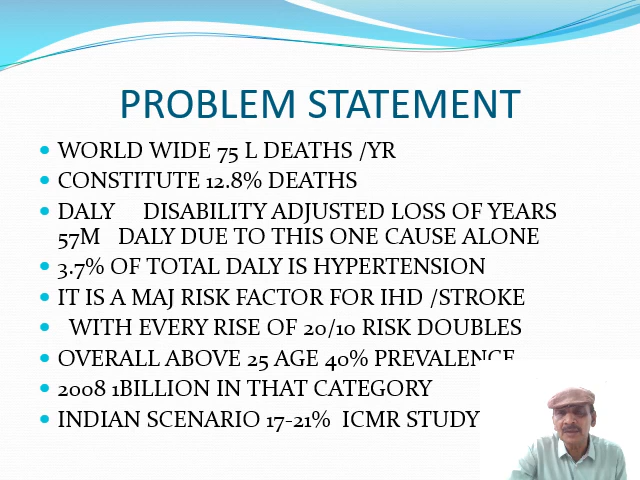 PROBLEM STATEMENT
WORLD WIDE 75 L DEATHS /YR
CONSTITUTE 12.8% DEATHS
DALY DISABILITY ADJUSTED LOSS OF YEARS
57M DALY DUE TO THIS ONE CAUSE ALONE
3.7% OF TOTAL DALY IS HYPERTENSION
IT IS A MAJ RISK FACTOR FOR IHD /STROKE
WITH EVERY RISE OF 20/10 RISK DOUBLES
OVERALL ABOVE 25 AGE 40% PREVALENCE
2008 1BILLION IN THAT CATEGORY
INDIAN SCENARIO 17-21% ICMR STUDY